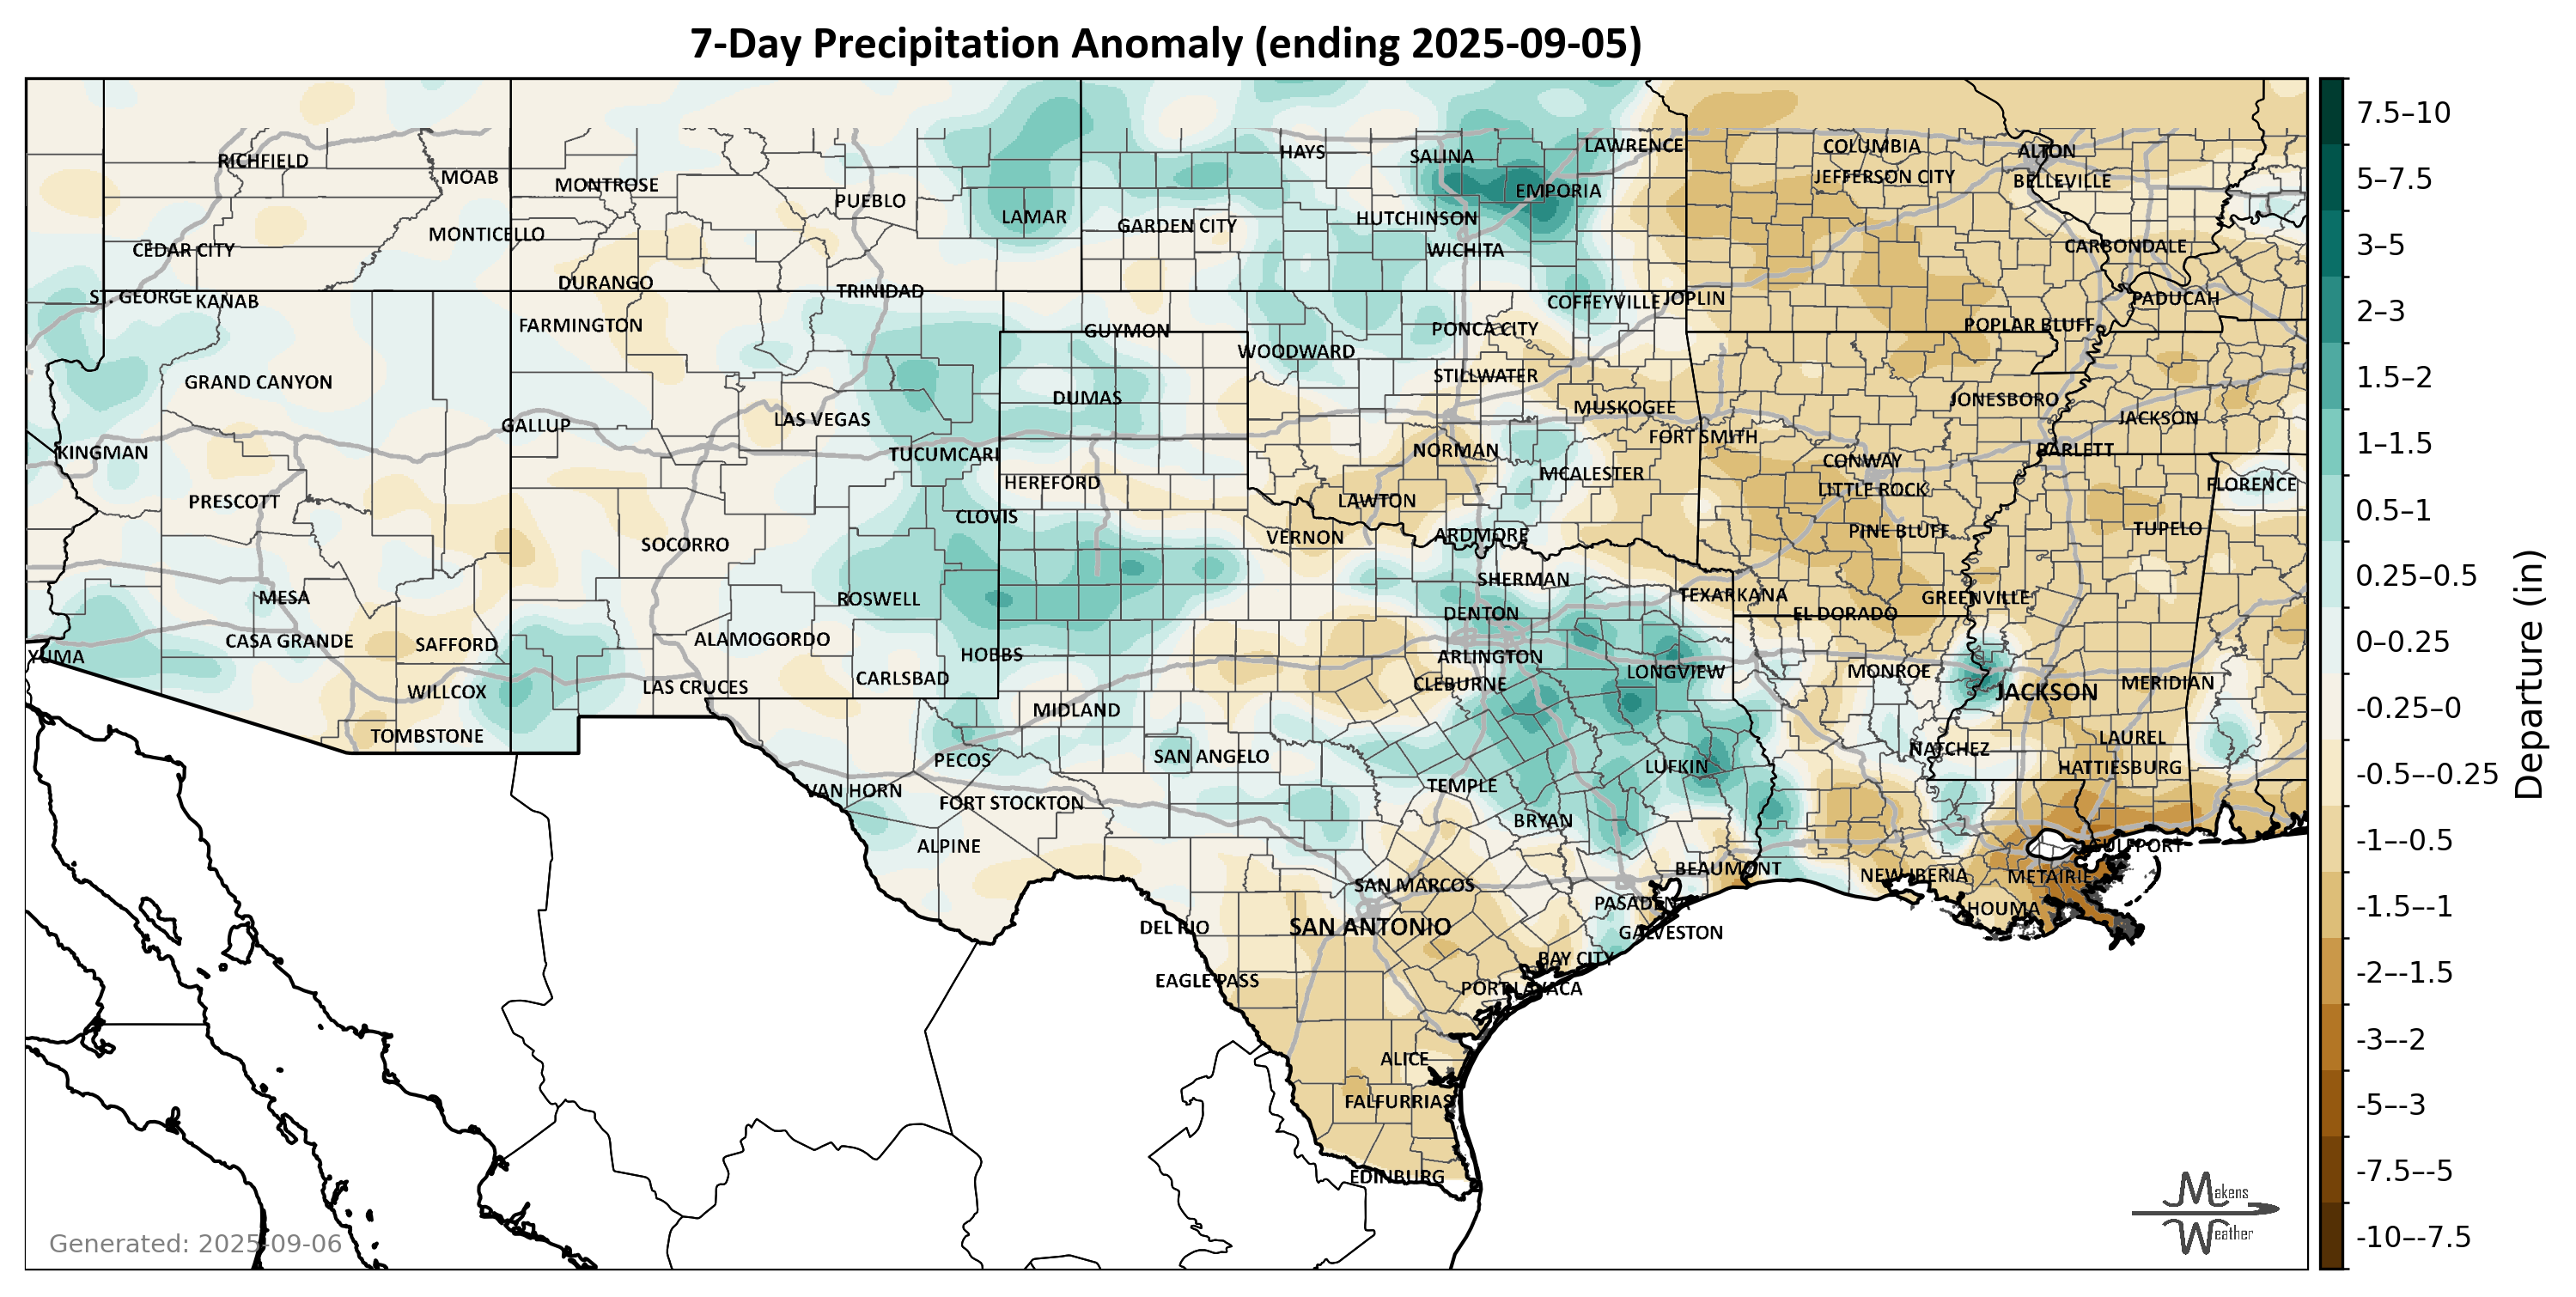 7-Day Precipitation Anomaly (ending 2025-09-05)
HAYS
SALINA
LAWRENCE
COLUMBIA
ALTON
RICHFIELD
MOAB
MONTROSE
EMPORIA
JEFFERSON CITY
BELLEVILLE
PUEBLO
LAMAR
GARDEN CITY
HUTCHINSON
MONTICELLO
CEDAR CITY
WICHITA
CARBONDALE
DURANGO
TRINIDAD
ST. GEORGE
KANAB
COFFEYVILLE
JOPLIN
PADUCAH
FARMINGTON
GUYMON
PONCA CITY
POPLAR BLUFF
WOODWARD
GRAND CANYON
STILLWATER
DUMAS
MUSKOGEE
JONESBORO
GALLUP
LAS VEGAS
JACKSON
FORT SMITH
KINGMAN
TUCUMCARI
NORMAN
BARLETT
CONWAY
PRESCOTT
HEREFORD
LAWTON
MCALESTER
LITTLE ROCK
FLORENCE
CLOVIS
SOCORRO
VERNON
ARDMORE
PINE BLUFF
TUPELO
SHERMAN
MESA
ROSWELL
TEXARKANA
GREENVILLE
DENTON
EL DORADO
CASA GRANDE
SAFFORD
ALAMOGORDO
YUMA
HOBBS
ARLINGTON
LONGVIEW
MONROE
WILLCOX
LAS CRUCES
CARLSBAD
CLEBURNE
JACKSON
MERIDIAN
MIDLAND
TOMBSTONE
PECOS
SAN ANGELO
LUFKIN
NATCHEZ
LAUREL
HATTIESBURG
VAN HORN
FORT STOCKTON
TEMPLE
BRYAN
ALPINE
GULFPORT
BEAUMONT
NEW IBERIA
METAIRIE
SAN MARCOS
PASADENA
HOUMA
DEL RIO
SAN ANTONIO
GALVESTON
BAY CITY
EAGLE PASS
PORT LAVACA
ALICE
FALFURRIAS
EDINBURG
Generated: 2025-09-06
Makens
Weather
7.5–10
5–7.5
3–5
2–3
1.5–2
1–1.5
0.5–1
0.25–0.5
0–0.25
-0.25–0
-0.5–-0.25
-1–-0.5
-1.5–-1
-2–-1.5
-3–-2
-5–-3
-7.5–-5
-10–-7.5
Departure (in)